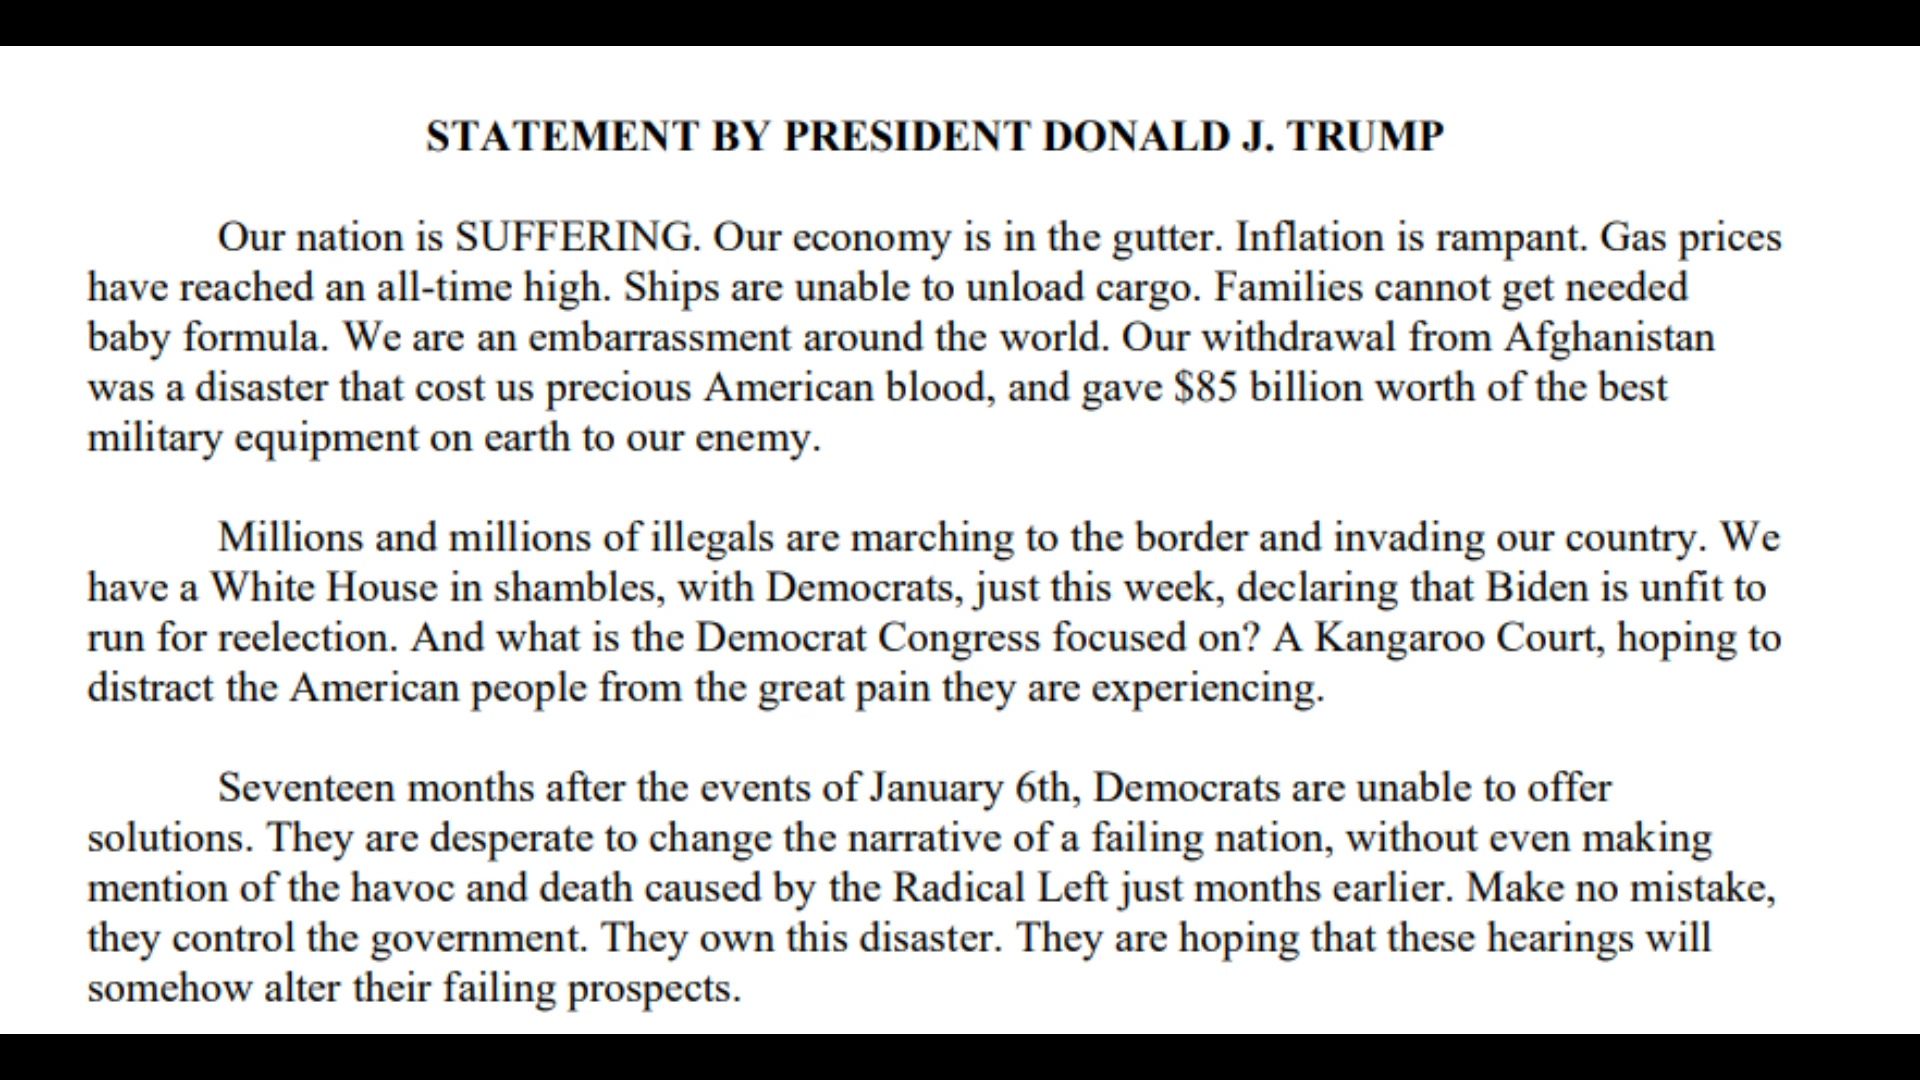 STATEMENT BY PRESIDENT DONALD J. TRUMP
Our nation is SUFFERING. Our economy is in the gutter. Inflation is rampant. Gas prices
have reached an all-time high. Ships are unable to unload cargo. Families cannot get needed
baby formula. We are an embarrassment around the world. Our withdrawal from Afghanistan
was a disaster that cost us precious American blood, and gave $85 billion worth of the best
military equipment on earth to our enemy.
Millions and millions of illegals are marching to the border and invading our country. We
have a White House in shambles, with Democrats, just this week, declaring that Biden is unfit to
run for reelection. And what is the Democrat Congress focused on? A Kangaroo Court, hoping to
distract the American people from the great pain they are experiencing.
Seventeen months after the events of January 6th, Democrats are unable to offer
solutions. They are desperate to change the narrative of a failing nation, without even making
mention of the havoc and death caused by the Radical Left just months earlier. Make no mistake,
they control the government. They own this disaster. They are hoping that these hearings will
somehow alter their failing prospects.